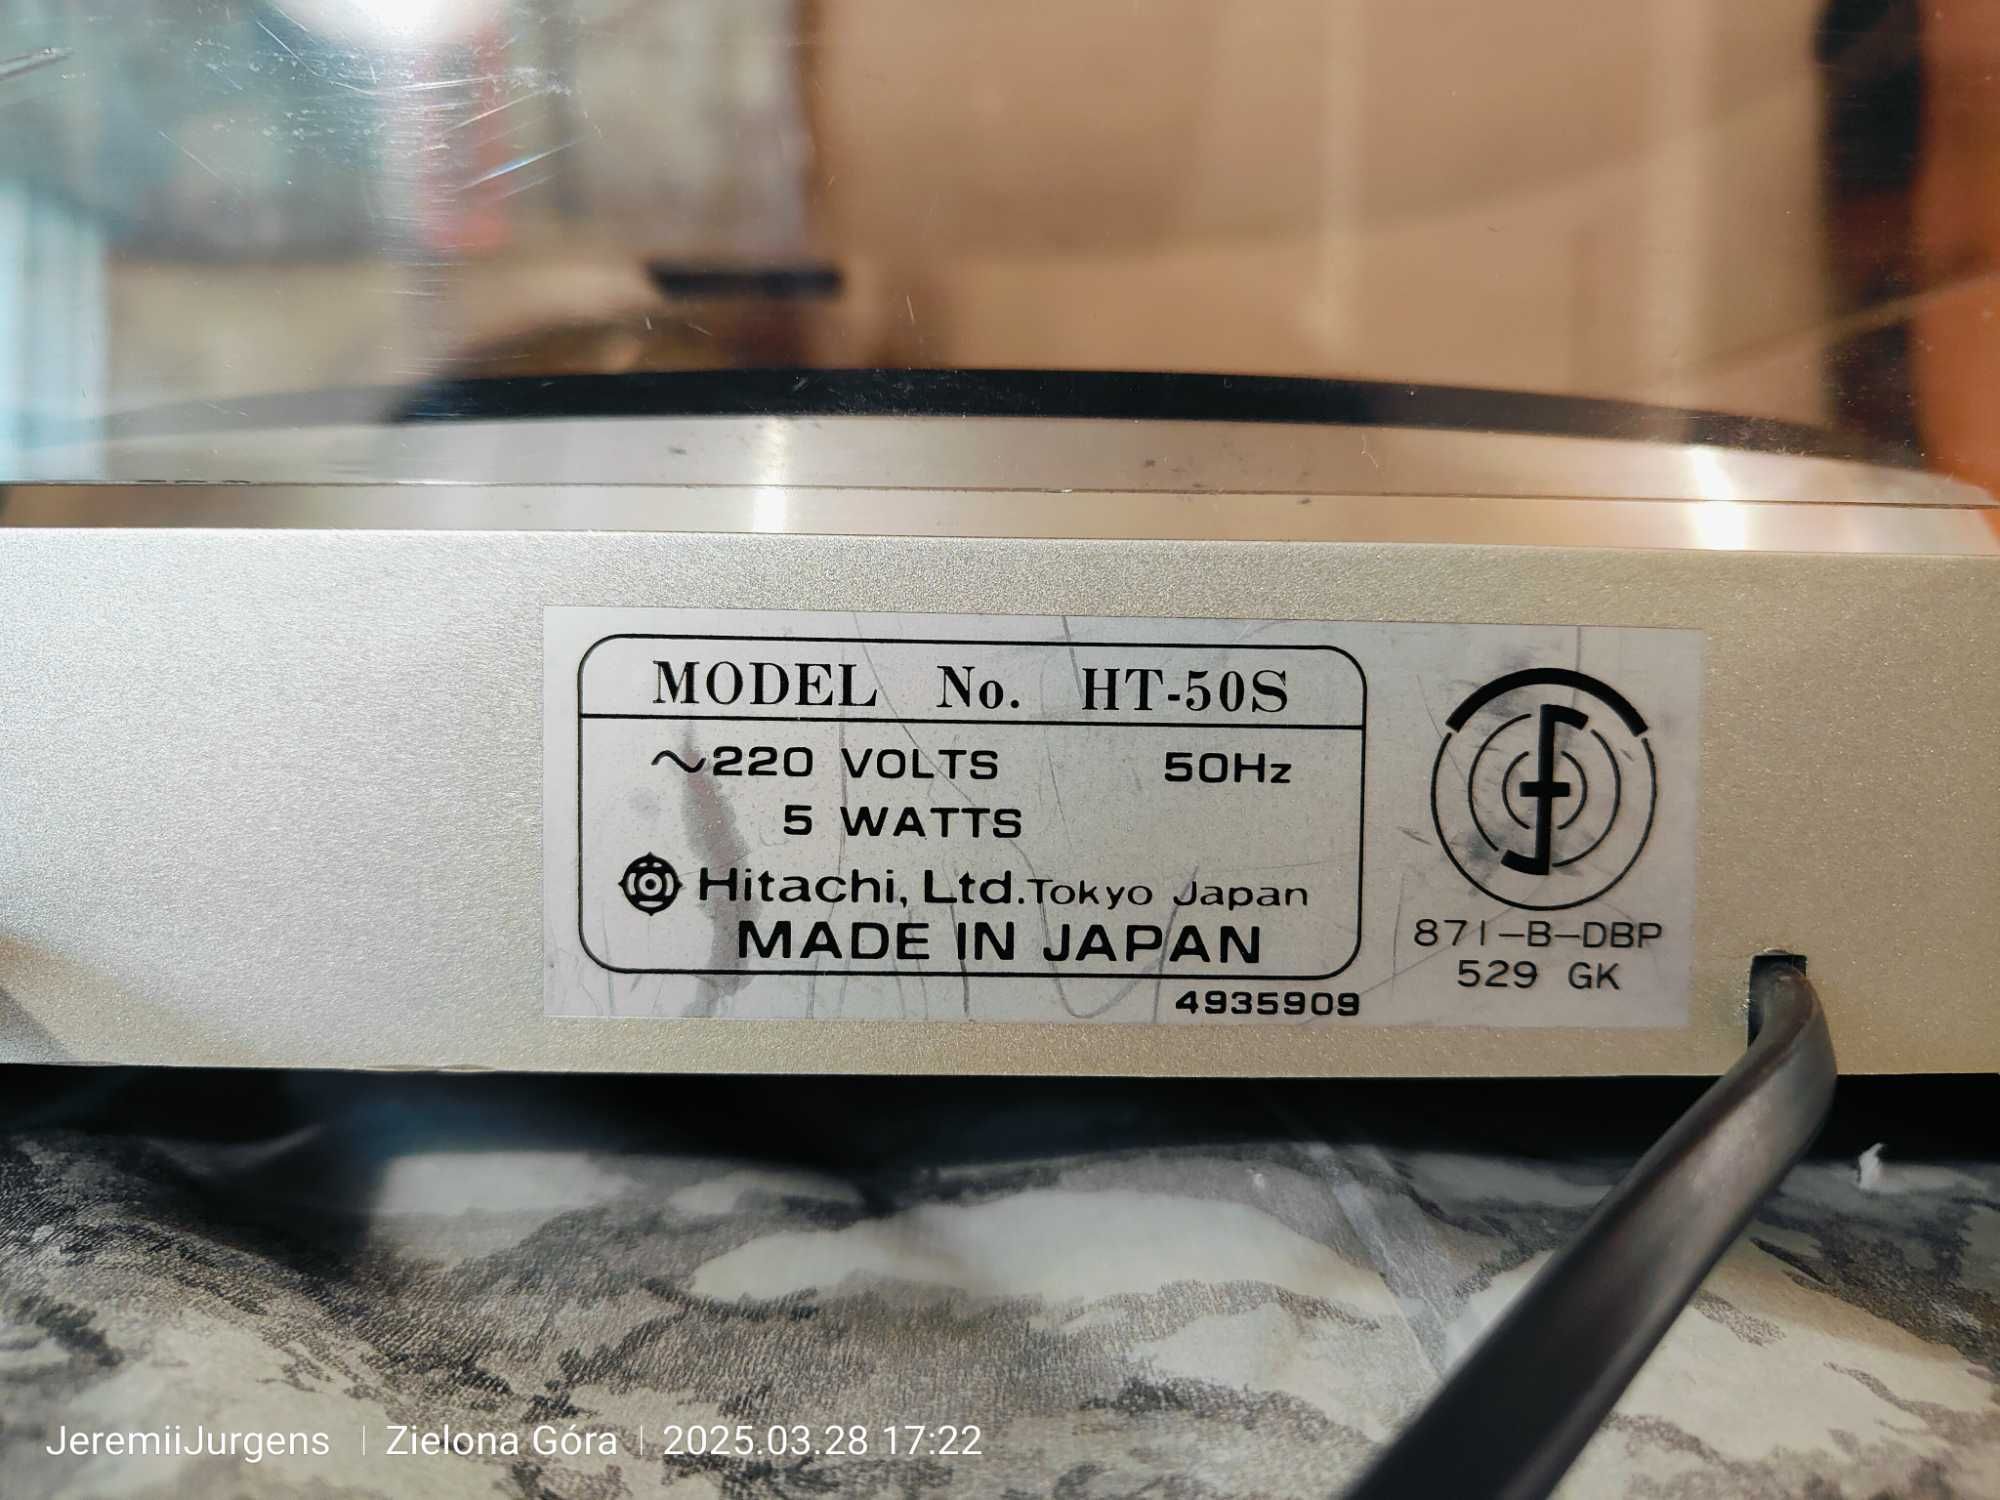 MODEL No. HT-50S
~220 VOLTS 50Hz
5 WATTS
Hitachi, Ltd. Tokyo Japan
MADE IN JAPAN
4935909
871-B-DBP
529 GK
JeremiiJurgens | Zielona Góra | 2025.03.28 17:22